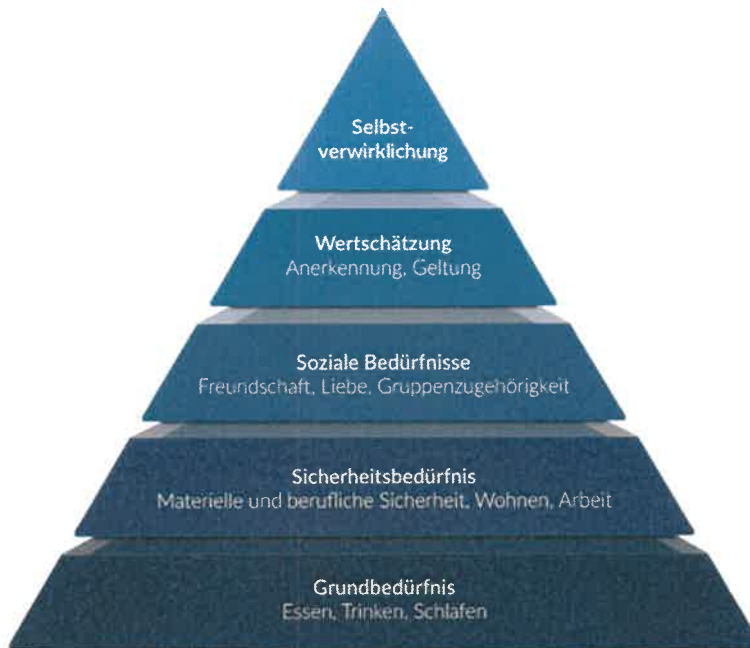 Selbst-
verwirklichung
Wertschätzung
Anerkennung, Geltung
Soziale Bedürfnisse
Freundschaft, Liebe, Gruppenzugehörigkeit
Sicherheitsbedürfnis
Materielle und berufliche Sicherheit, Wohnen, Arbeit
Grundbedürfnis
Essen, Trinken, Schlafen